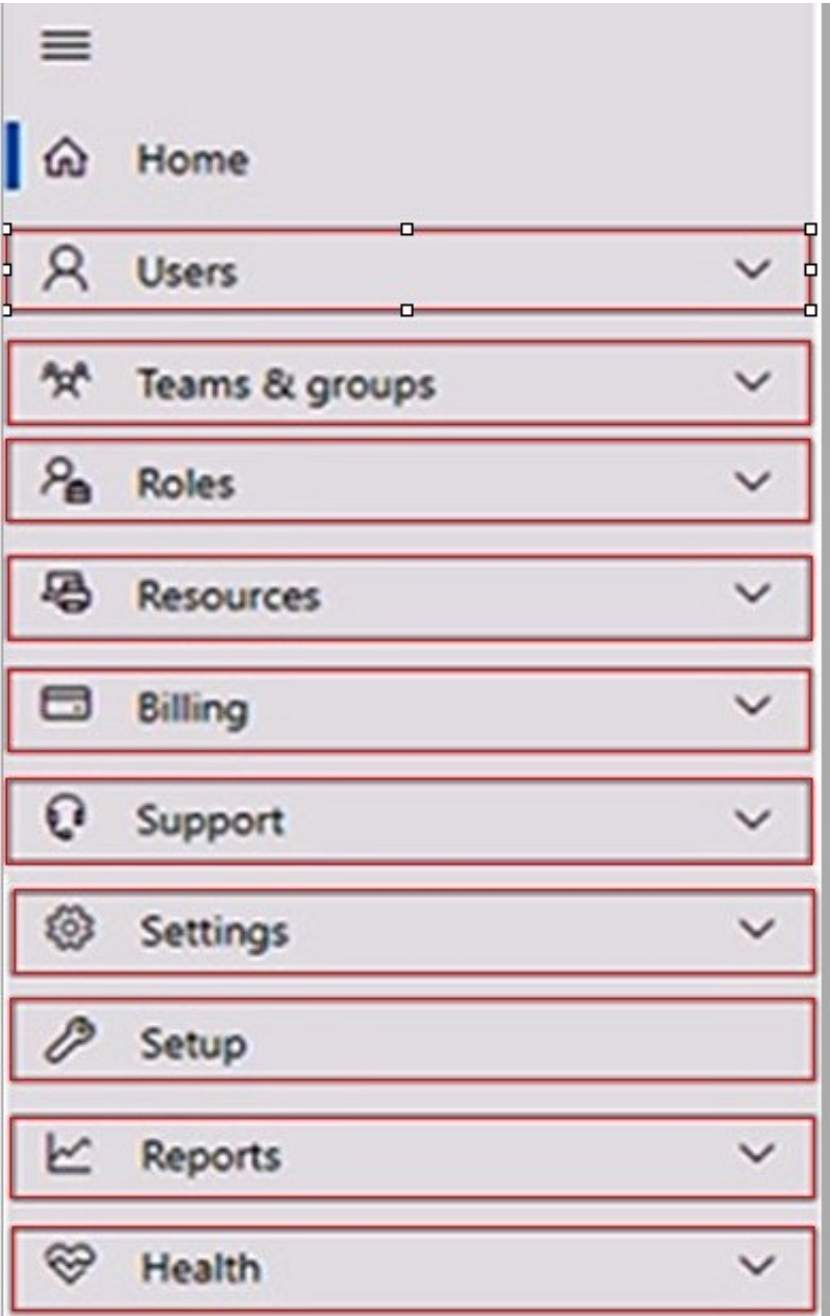 Home
Users
Teams & groups
Roles
Resources
Billing
Support
Settings
Setup
Reports
Health